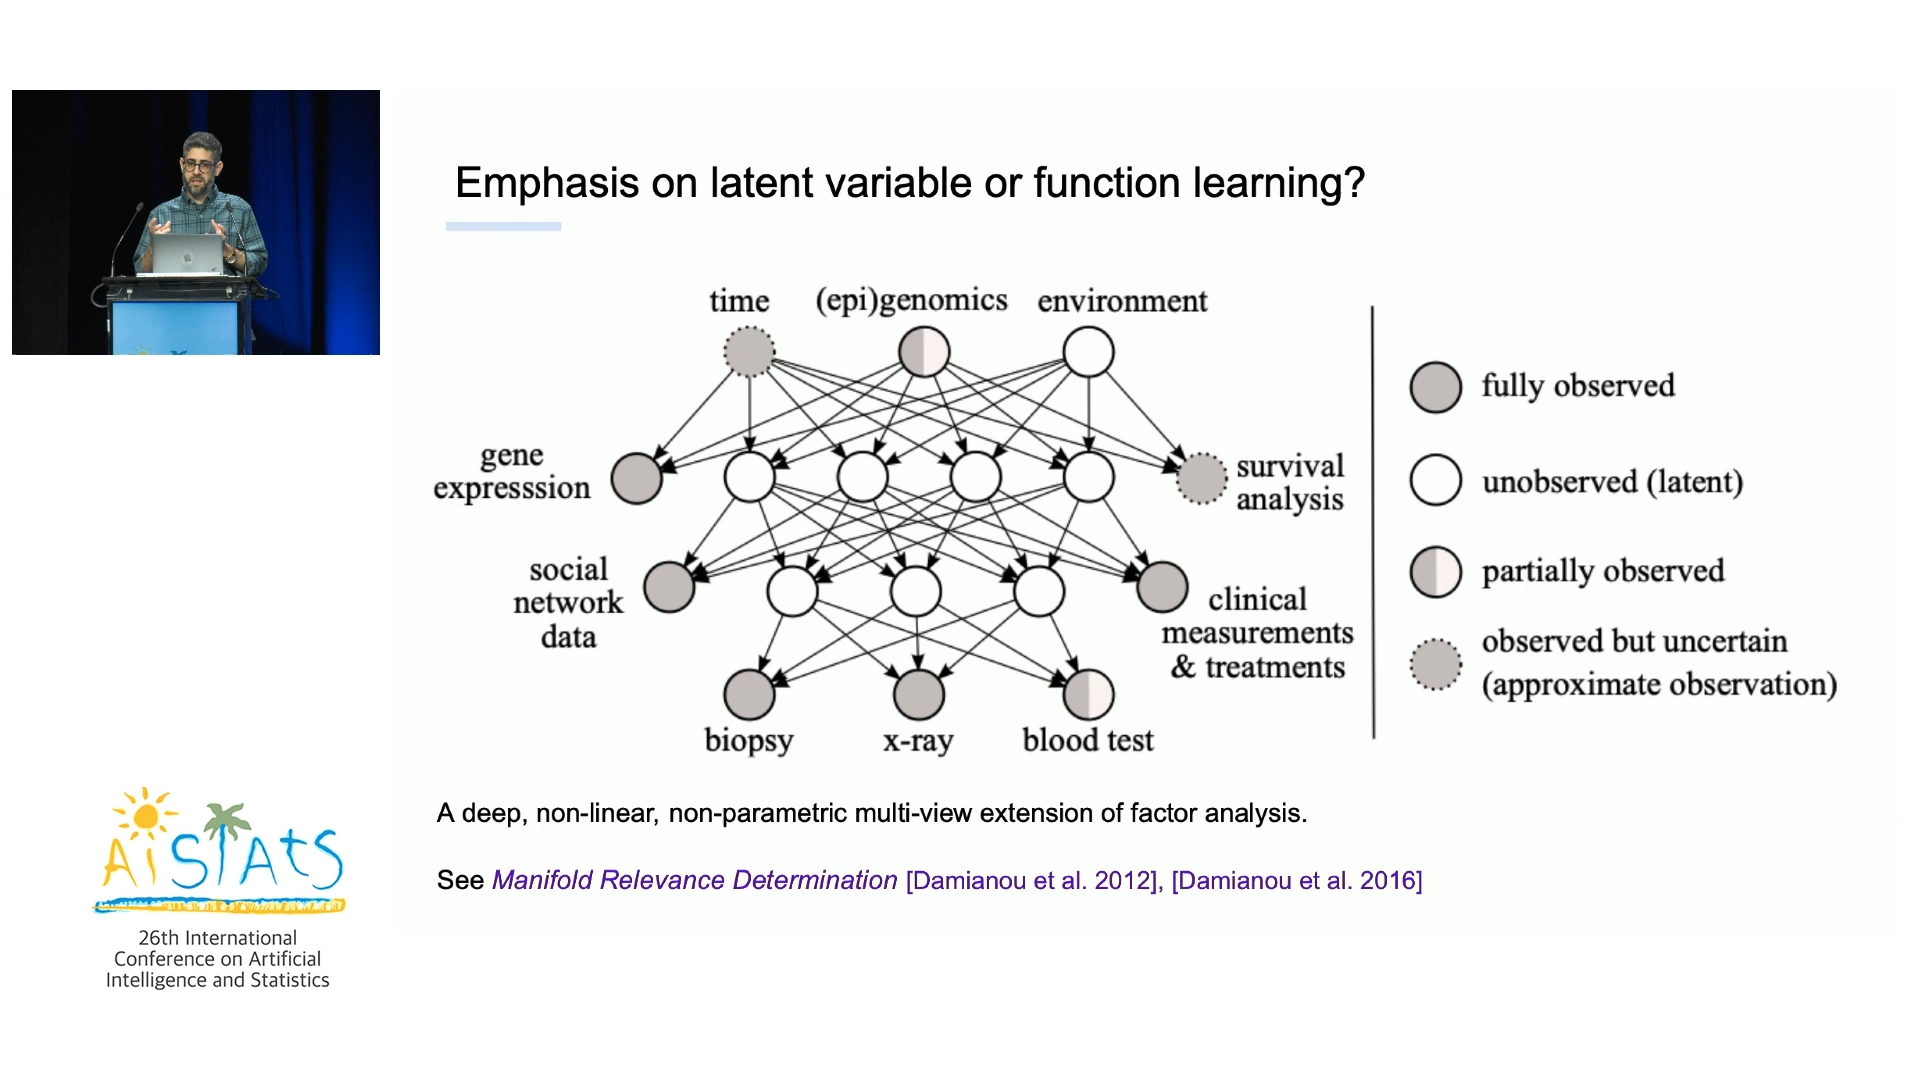 Emphasis on latent variable or function learning?
time
(epi)genomics
environment
gene
expresssion
survival
analysis
social
network
data
clinical
measurements
& treatments
biopsy
x-ray
blood test
fully observed
unobserved (latent)
partially observed
observed but uncertain
(approximate observation)
A deep, non-linear, non-parametric multi-view extension of factor analysis.
See Manifold Relevance Determination [Damianou et al. 2012], [Damianou et al. 2016]
AiSTATS
26th International
Conference on Artificial
Intelligence and Statistics